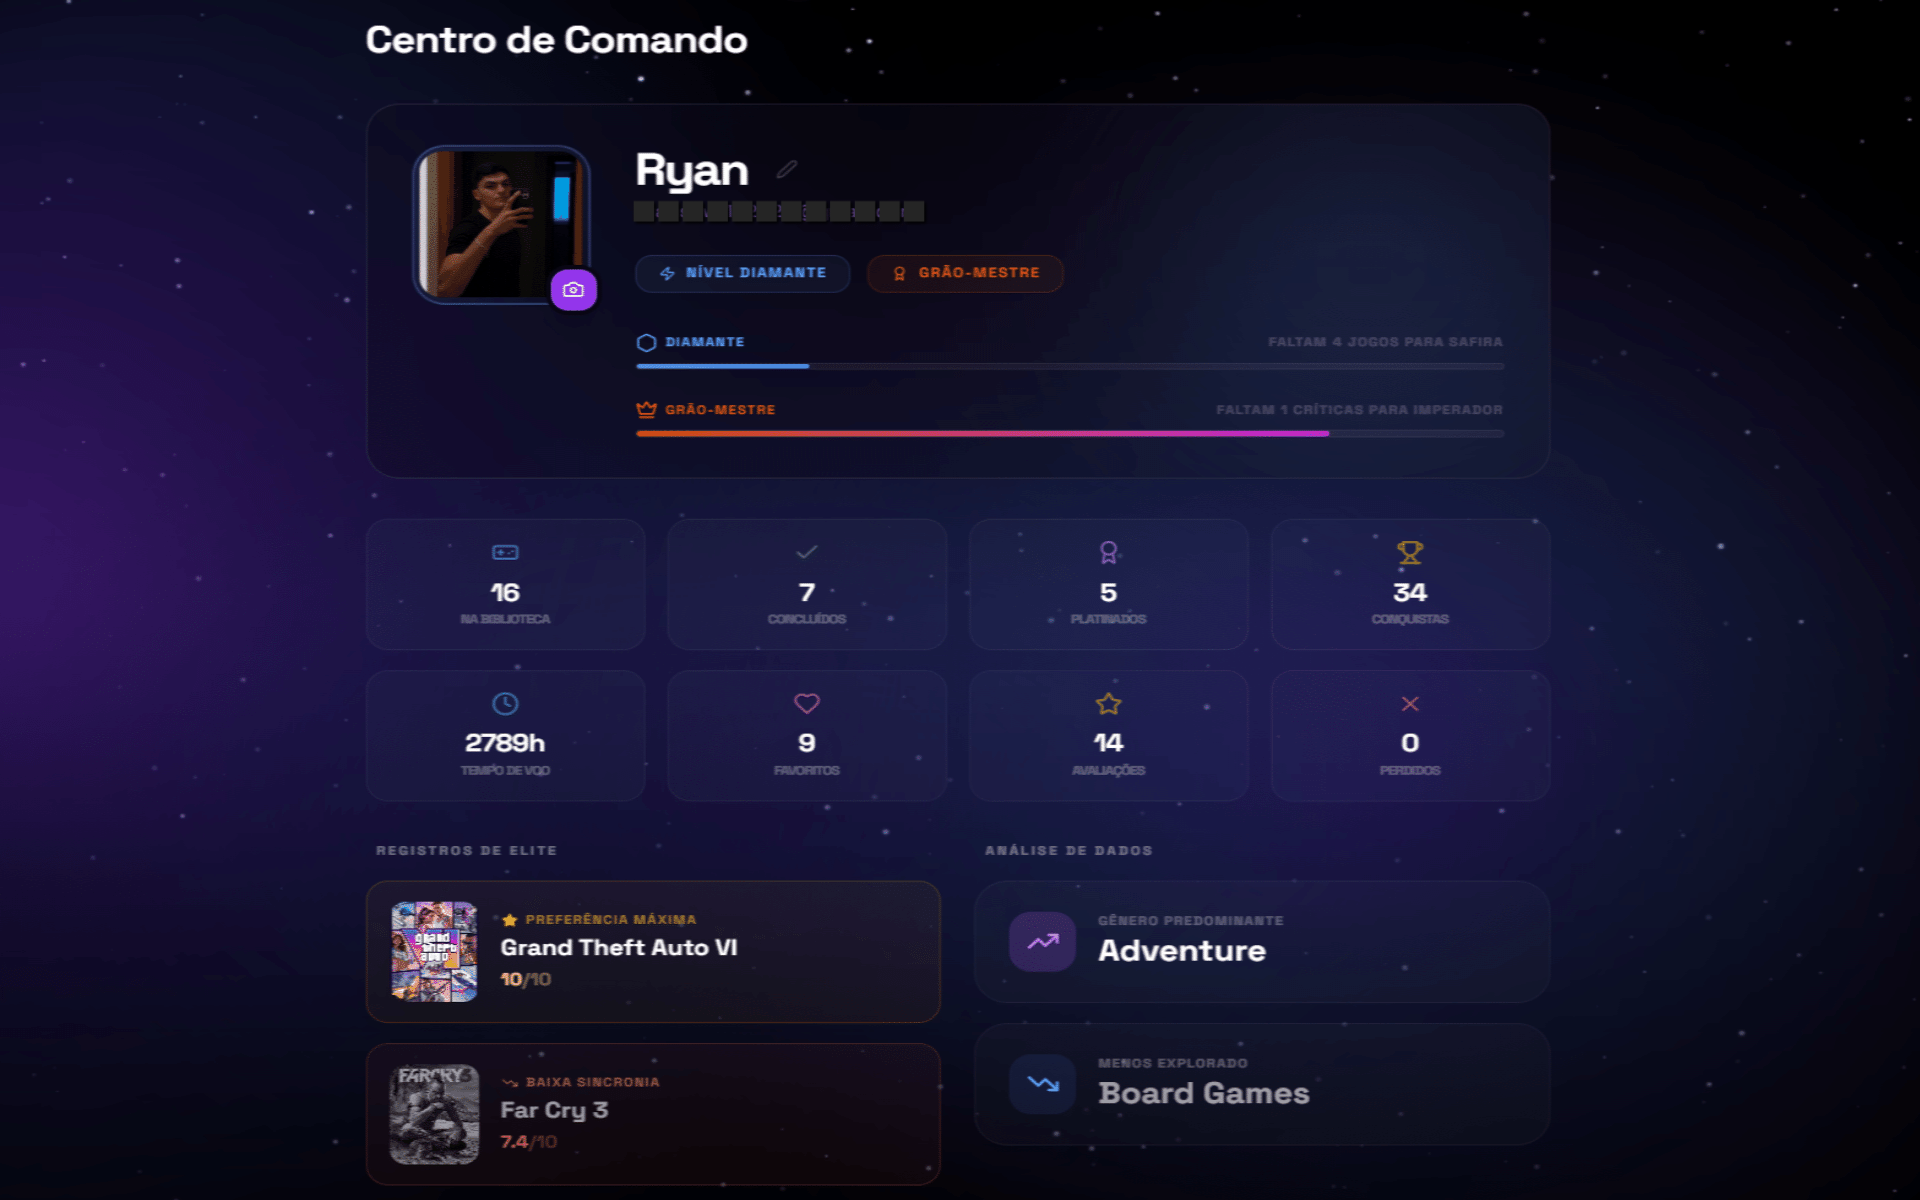 Centro de Comando
Ryan
NÍVEL DIAMANTE
GRÃO-MESTRE
DIAMANTE
FALTAM 4 JOGOS PARA SAFIRA
GRÃO-MESTRE
FALTAM 1 CRÍTICAS PARA IMPERADOR
16
NA BIBLIOTECA
7
CONCLUÍDOS
5
PLATINADOS
34
CONQUISTAS
2789h
TEMPO DE VOO
9
FAVORITOS
14
AVALIAÇÕES
0
PERDIDOS
REGISTROS DE ELITE
PREFERÊNCIA MÁXIMA
Grand Theft Auto VI
10/10
FARCRY3
BAIXA SINCRONIA
Far Cry 3
7.4/10
ANÁLISE DE DADOS
GÊNERO PREDOMINANTE
Adventure
MENOS EXPLORADO
Board Games